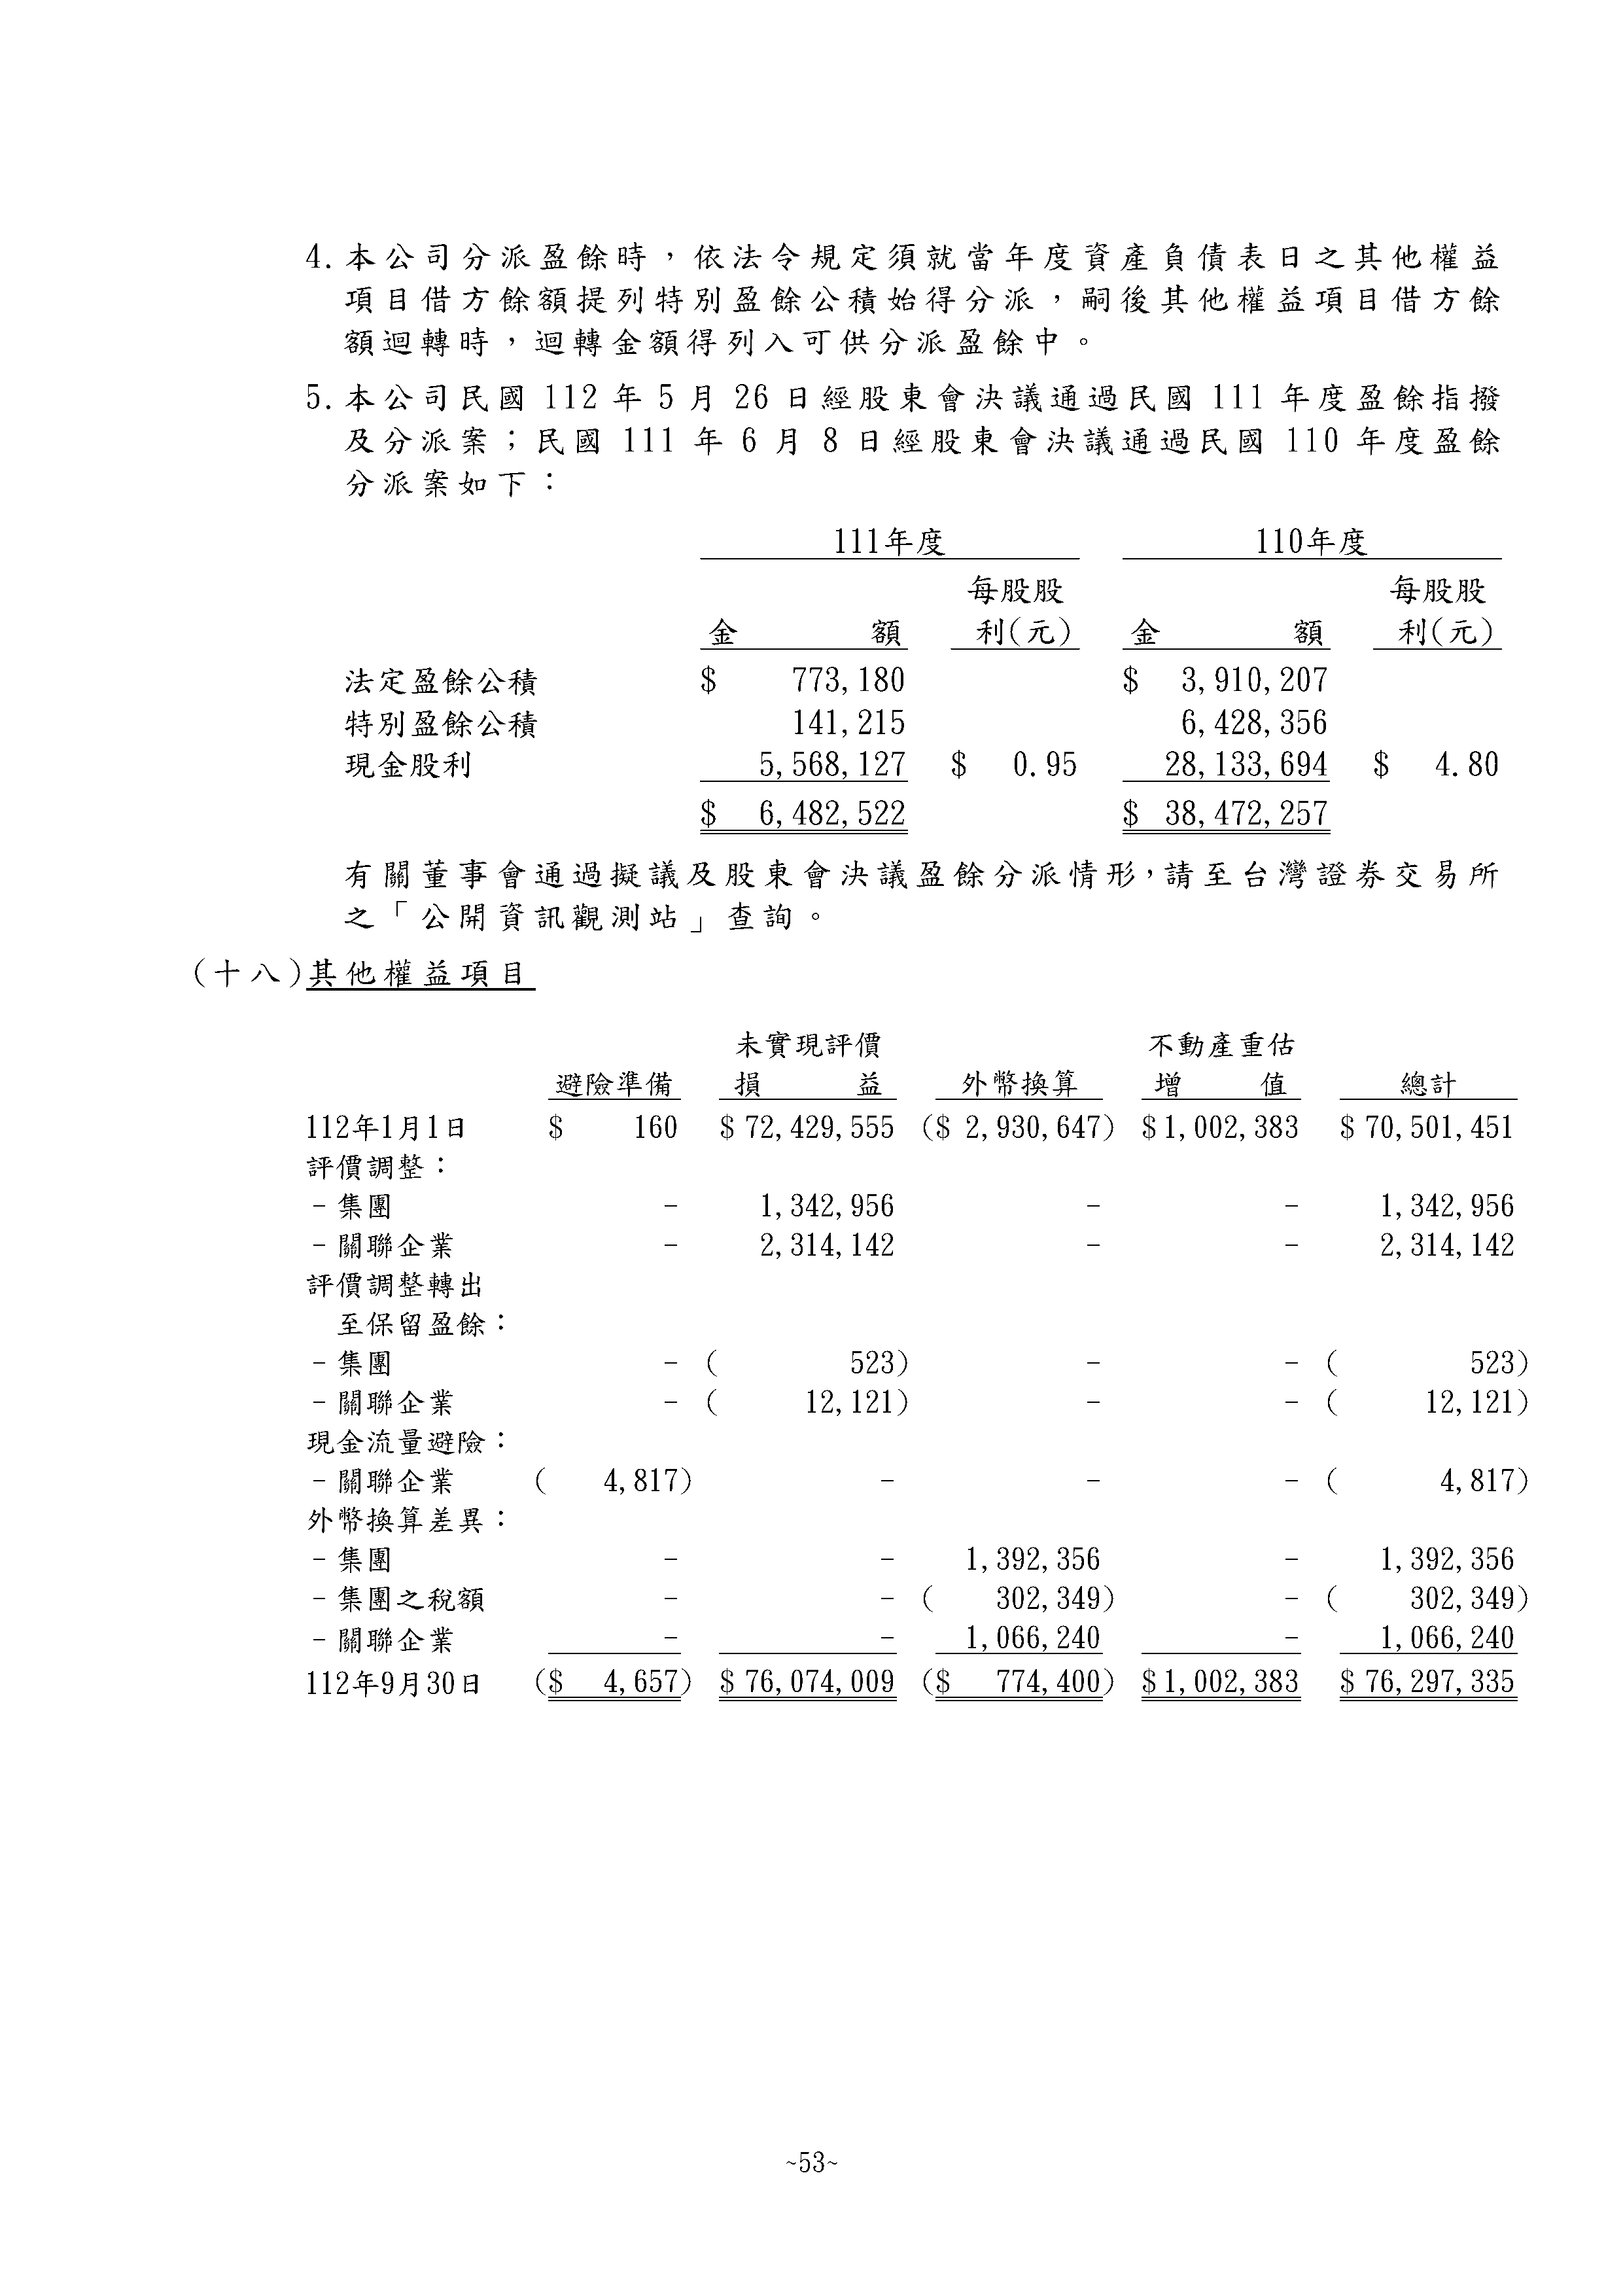 4.本公司分派盈餘時，依法令規定須就當年度資產負債表日之其他權益
項目借方餘額提列特別盈餘公積始得分派，嗣後其他權益項目借方餘
額迴轉時，迴轉金額得列入可供分派盈餘中。
5.本公司民國 112 年 5 月 26 日經股東會決議通過民國 111 年度盈餘指撥
及分派案；民國 111 年 6 月 8 日經股東會決議通過民國 110 年度盈餘
分派案如下：
111年度 110年度
每股股 每股股
金 額 利(元) 金 額 利(元)
法定盈餘公積 $ 773,180 $ 3,910,207
特別盈餘公積 141,215 6,428,356
現金股利 5,568,127 $ 0.95 28,133,694 $ 4.80
$ 6,482,522 $ 38,472,257
有關董事會通過擬議及股東會決議盈餘分派情形，請至台灣證券交易所
之「公開資訊觀測站」查詢。
(十八)其他權益項目
未實現評價 不動產重估
避險準備 損 益 外幣換算 增 值 總計
112年1月1日 $ 160 $ 72,429,555 ($ 2,930,647) $ 1,002,383 $ 70,501,451
評價調整：
－集團 - 1,342,956 - - 1,342,956
－關聯企業 - 2,314,142 - - 2,314,142
評價調整轉出
至保留盈餘：
－集團 - ( 523) - - ( 523)
－關聯企業 - ( 12,121) - - ( 12,121)
現金流量避險：
－關聯企業 ( 4,817) - - - ( 4,817)
外幣換算差異：
－集團 - - 1,392,356 - 1,392,356
－集團之稅額 - - ( 302,349) - ( 302,349)
－關聯企業 - - 1,066,240 - 1,066,240
112年9月30日 ($ 4,657) $ 76,074,009 ($ 774,400) $ 1,002,383 $ 76,297,335
~53~